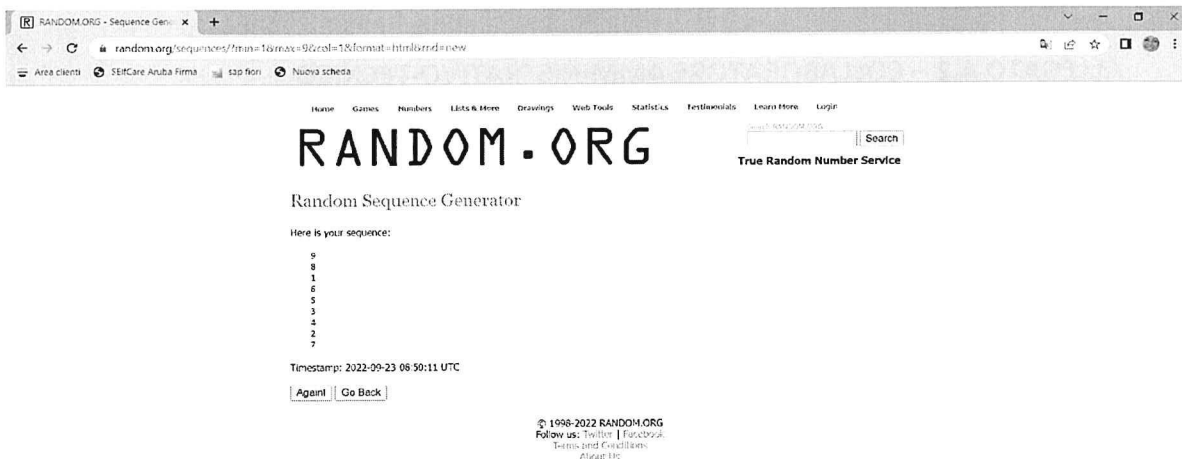 RANDOM.ORG - Sequence Gene
random.org/sequences/?min=1&max=9&col=1&format=html&rnd=new
Area clienti SElfCare Aruba Firma sap fiori Nuova scheda
Home Games Numbers Lists & More Drawings Web Tools Statistics Testimonials Learn More Login
RANDOM.ORG
Search RANDOM.ORG
Search
True Random Number Service
Random Sequence Generator
Here is your sequence:
9
8
1
6
5
3
4
2
7
Timestamp: 2022-09-23 08:50:11 UTC
Again! Go Back
© 1998-2022 RANDOM.ORG
Follow us: Twitter | Facebook
Terms and Conditions
About Us